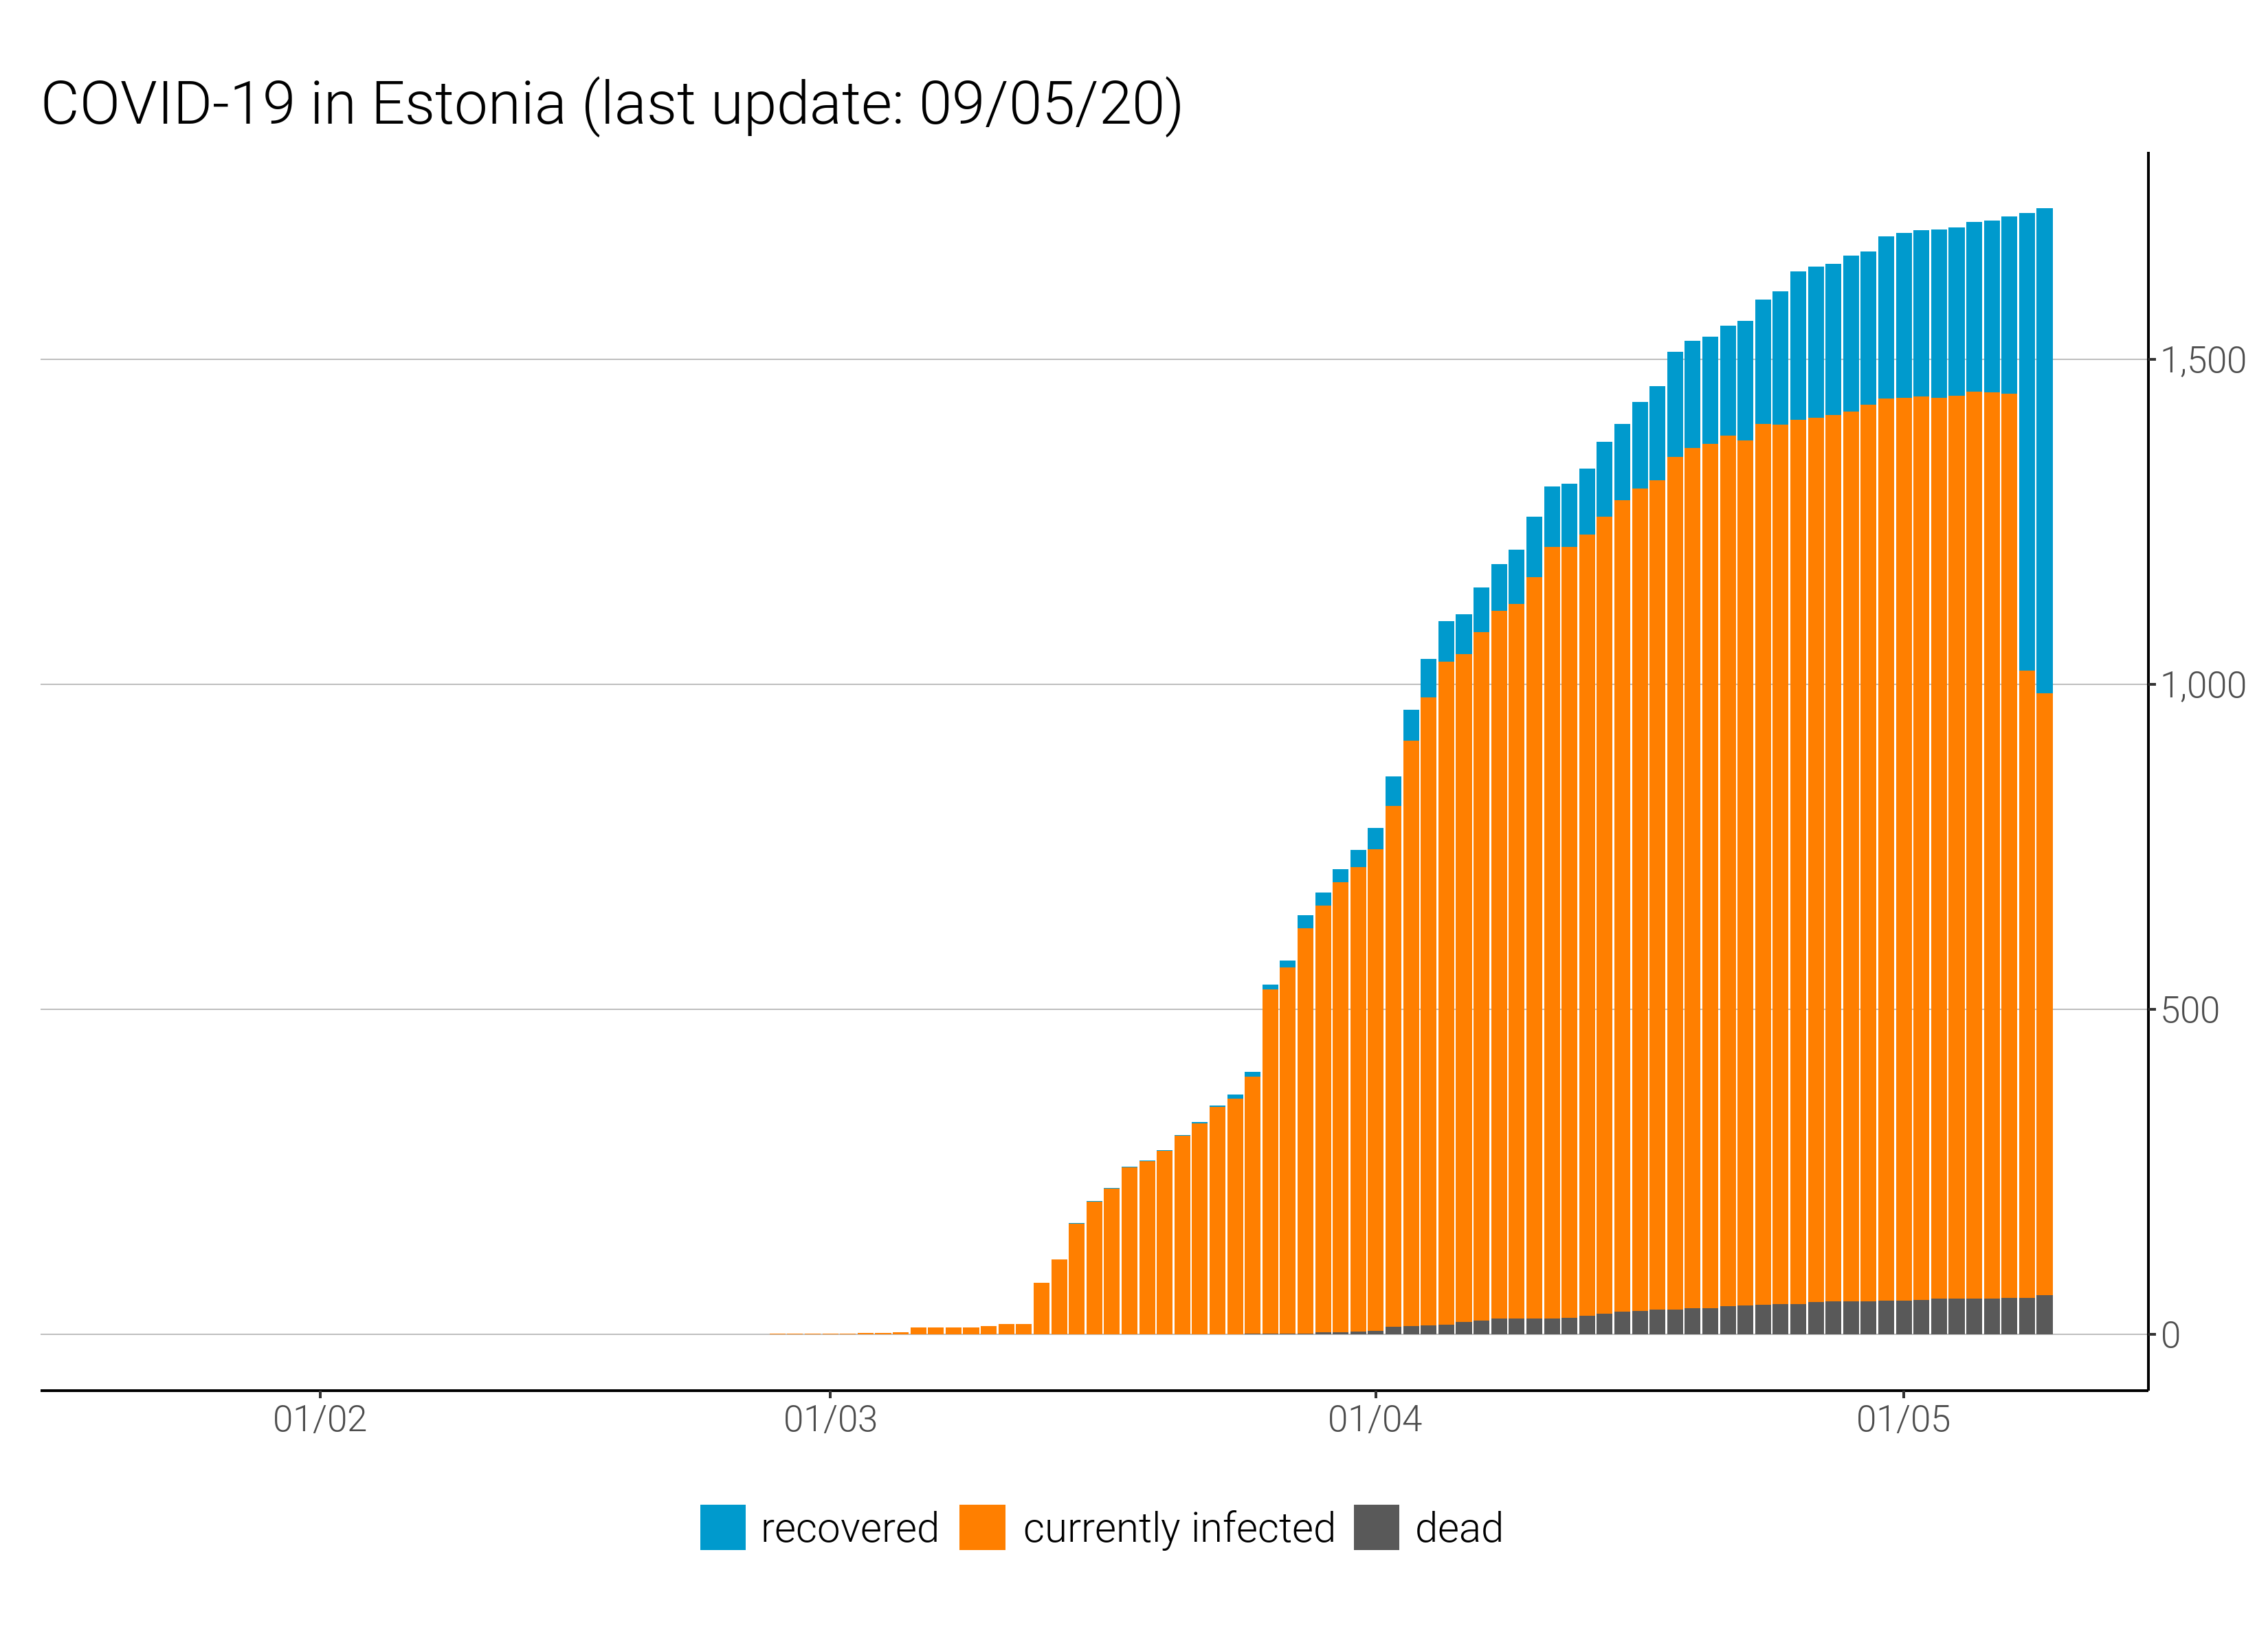 COVID-19 in Estonia (last update: 09/05/20)
1,500
1,000
500
0
01/02 01/03 01/04 01/05
recovered currently infected dead